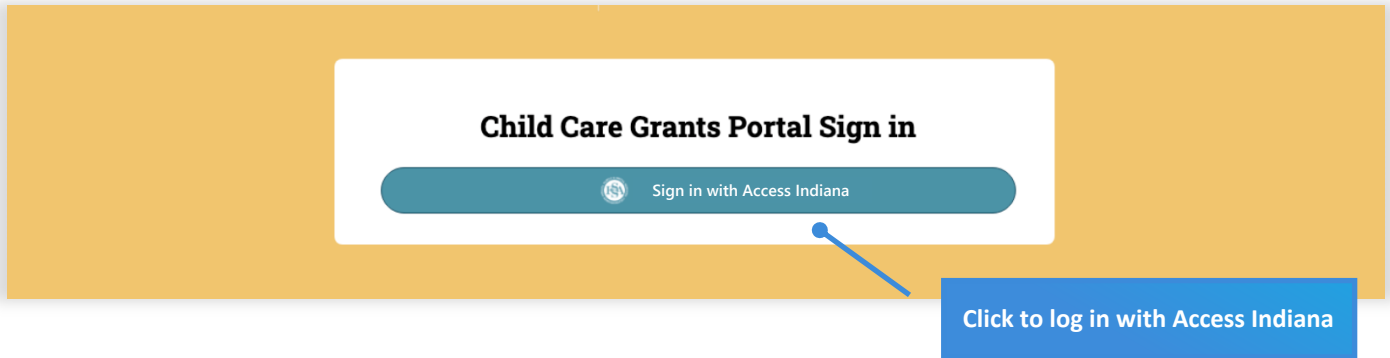 Child Care Grants Portal Sign in
Sign in with Access Indiana
Click to log in with Access Indiana